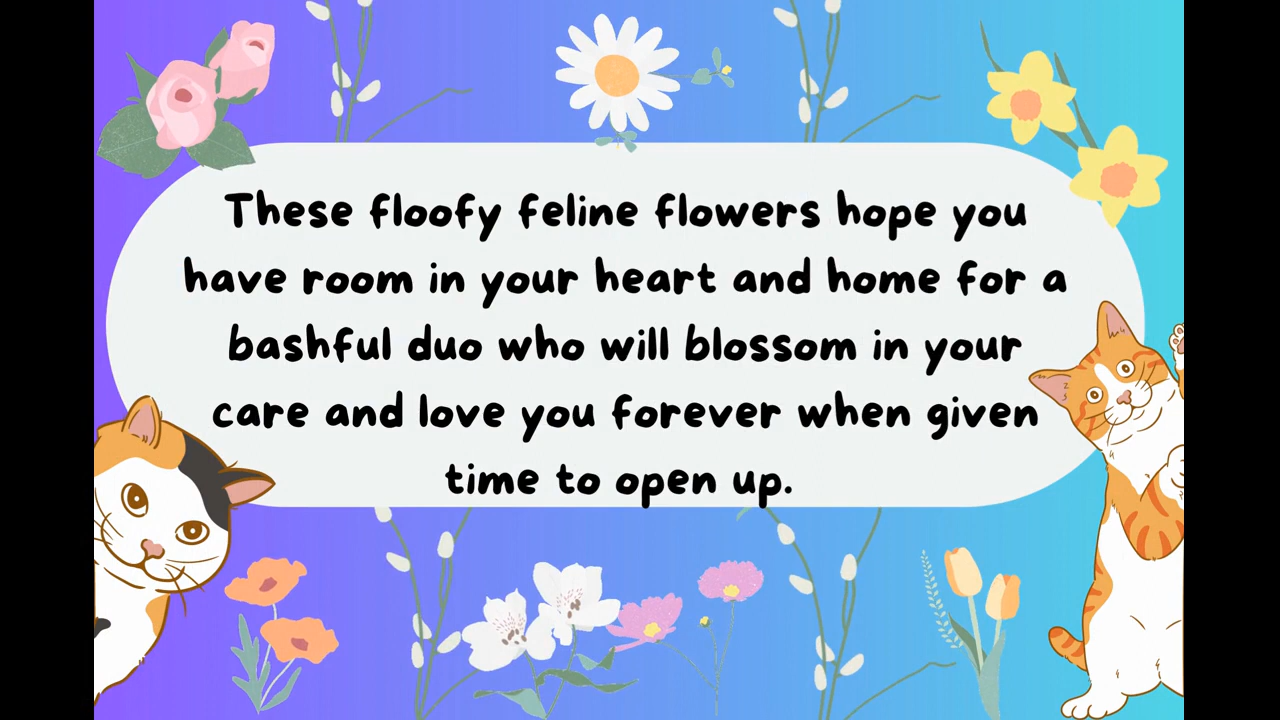 These floofy feline flowers hope you
have room in your heart and home for a
bashful duo who will blossom in your
care and love you forever when given
time to open up.